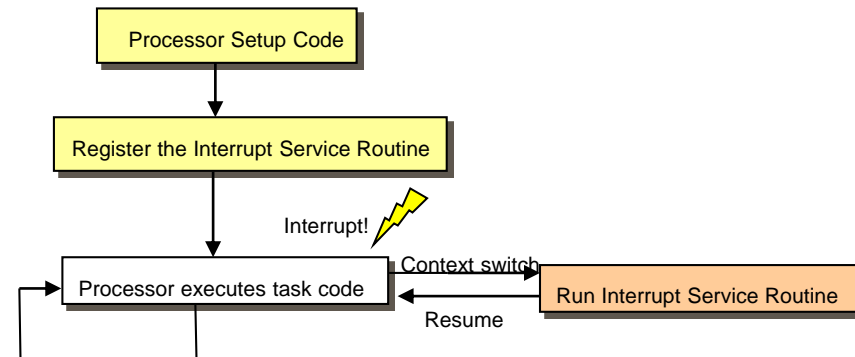 Processor Setup Code
Register the Interrupt Service Routine
Interrupt!
Context switch
Processor executes task code
Run Interrupt Service Routine
Resume